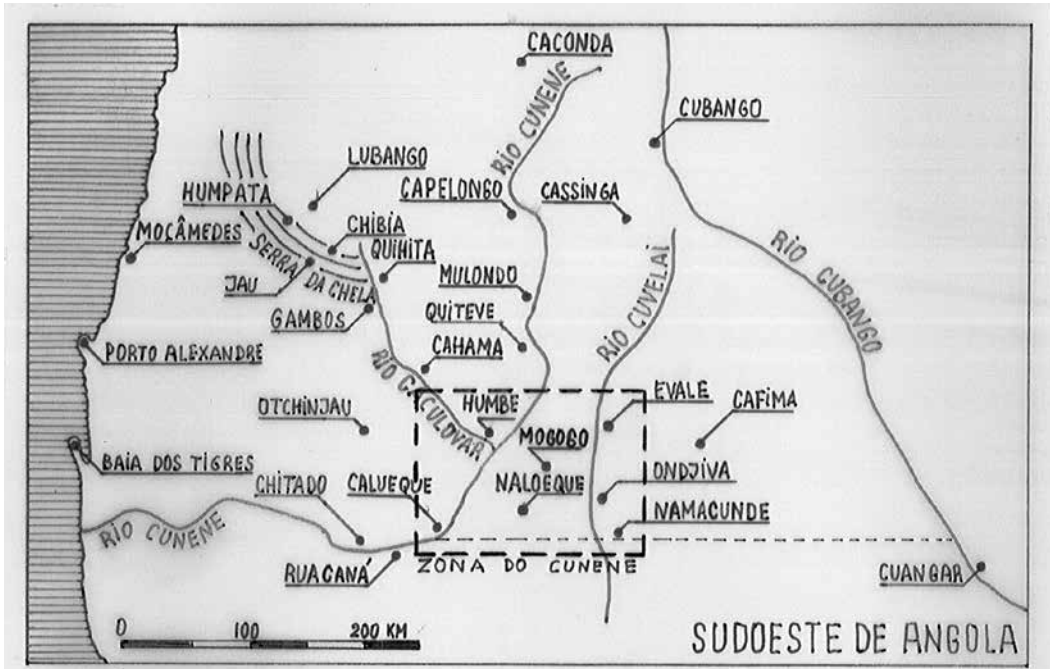 CACONDA
RIO CUNENE
CUBANGO
LUBANGO
HUMPATA
CAPELONGO
CASSINGA
MOÇÂMEDES
CHIBIA
QUIHITA
SERRA DA CHELA
JAU
MULONDO
RIO CUVELAÍ
RIO CUBANGO
GAMBOS
QUITEVE
PORTO ALEXANDRE
CAHAMA
RIO CACULOVAR
OTCHINJAU
HUMBE
EVALE
CAFIMA
MOGOGO
BAIA DOS TIGRES
CHITADO
CALUEQUE
NALOEQUE
ONDJIVA
NAMACUNDE
RIO CUNENE
RUACANÁ
ZONA DO CUNENE
CUANGAR
0 100 200 KM
SUDOESTE DE ANGOLA